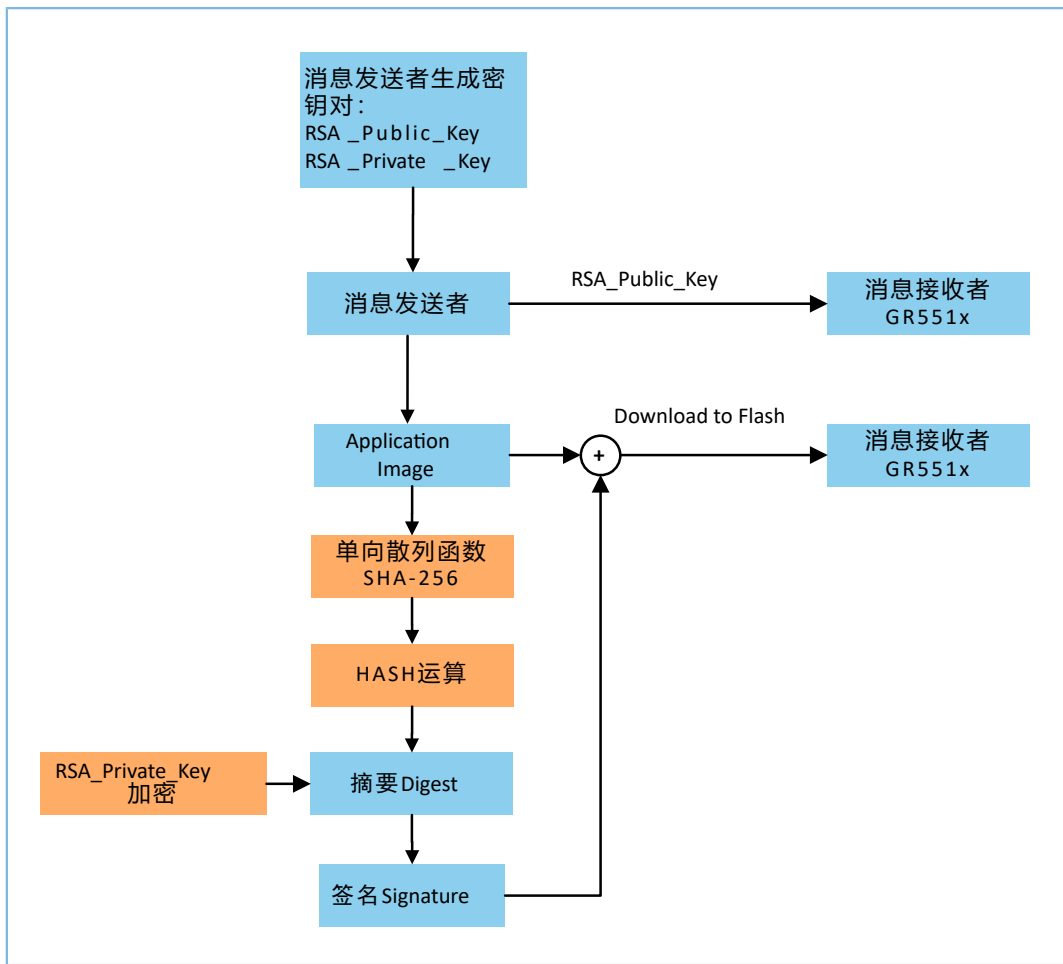 消息发送者生成密
钥对：
RSA _Public_Key
RSA _Private _Key
RSA_Public_Key
消息发送者
消息接收者
GR551x
Download to Flash
Application
Image
+
消息接收者
GR551x
单向散列函数
SHA-256
HASH运算
RSA_Private_Key
加密
摘要Digest
签名Signature